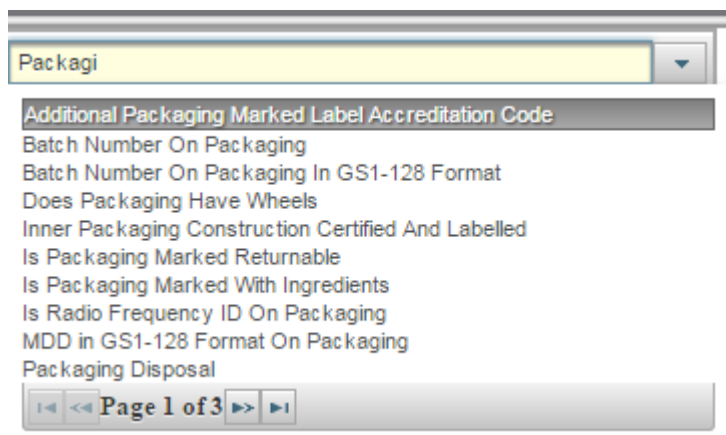 Packagi
Additional Packaging Marked Label Accreditation Code
Batch Number On Packaging
Batch Number On Packaging In GS1-128 Format
Does Packaging Have Wheels
Inner Packaging Construction Certified And Labelled
Is Packaging Marked Returnable
Is Packaging Marked With Ingredients
Is Radio Frequency ID On Packaging
MDD in GS1-128 Format On Packaging
Packaging Disposal
Page 1 of 3